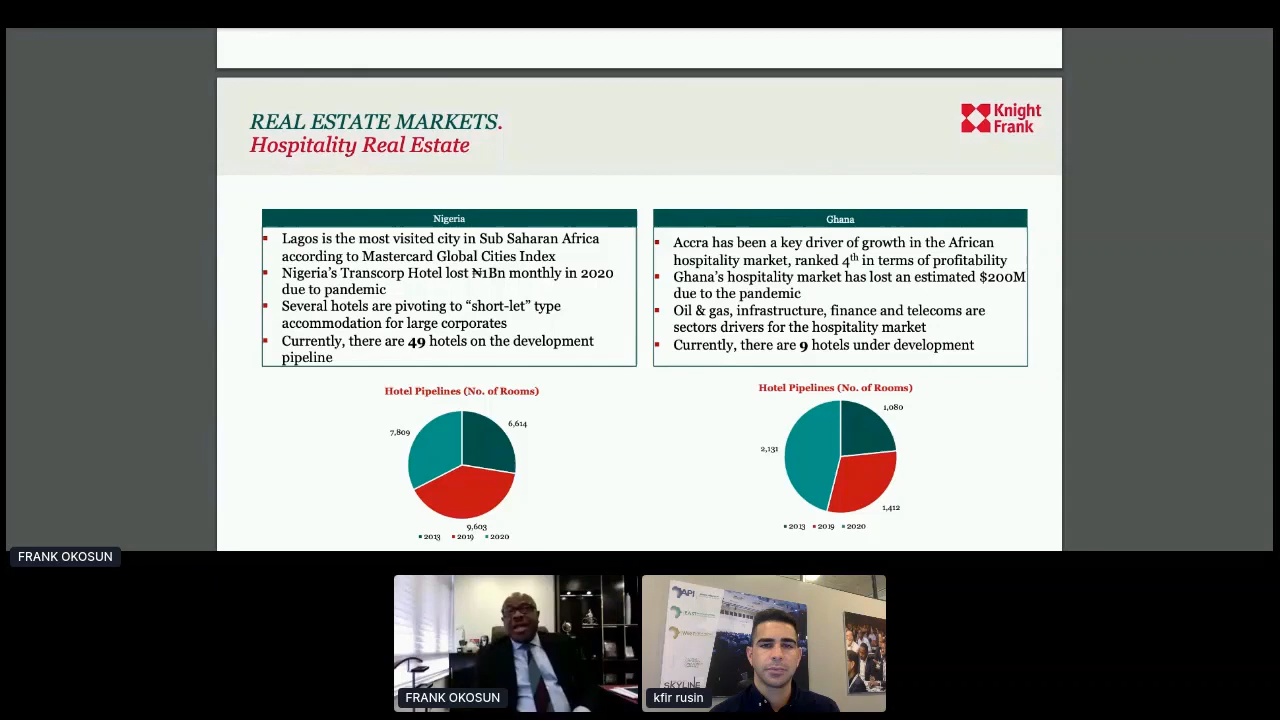 REAL ESTATE MARKETS.
Hospitality Real Estate
Knight
Frank
Nigeria
Lagos is the most visited city in Sub Saharan Africa
according to Mastercard Global Cities Index
Nigeria's Transcorp Hotel lost ₦1Bn monthly in 2020
due to pandemic
Several hotels are pivoting to "short-let" type
accommodation for large corporates
Currently, there are 49 hotels on the development
pipeline
Ghana
Accra has been a key driver of growth in the African
hospitality market, ranked 4th in terms of profitability
Ghana's hospitality market has lost an estimated $200M
due to the pandemic
Oil & gas, infrastructure, finance and telecoms are
sectors drivers for the hospitality market
Currently, there are 9 hotels under development
Hotel Pipelines (No. of Rooms)
7,809
6,614
9,603
2013 2019 2020
Hotel Pipelines (No. of Rooms)
1,080
2,131
1,412
2013 2019 2020
FRANK OKOSUN
FRANK OKOSUN
API
SKYLINE
kfir rusin